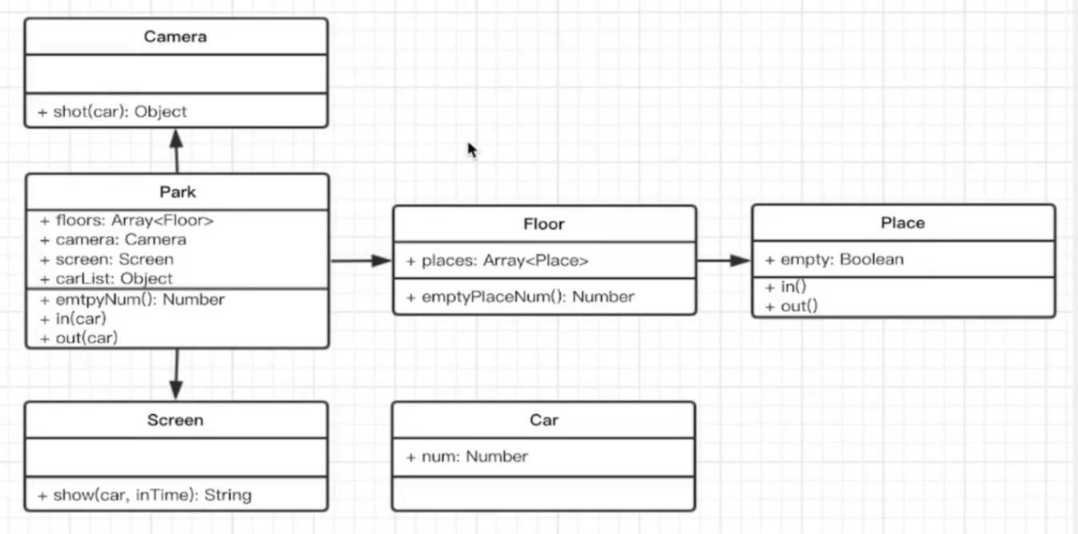 Camera
+ shot(car): Object
Park
+ floors: Array<Floor>
+ camera: Camera
+ screen: Screen
+ carList: Object
+ emtpyNum(): Number
+ in(car)
+ out(car)
Floor
+ places: Array<Place>
+ emptyPlaceNum(): Number
Place
+ empty: Boolean
+ in()
+ out()
Screen
+ show(car, inTime): String
Car
+ num: Number